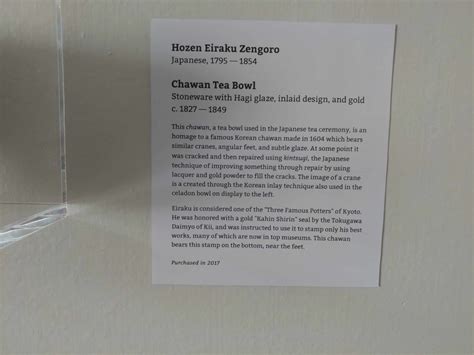 Hozen Eiraku Zengoro
Japanese, 1795 — 1854
Chawan Tea Bowl
Stoneware with Hagi glaze, inlaid design, and gold
c. 1827 — 1849
This chawan, a tea bowl used in the Japanese tea ceremony, is an
homage to a famous Korean chawan made in 1604 which bears
similar cranes, angular feet, and subtle glaze. At some point it
was cracked and then repaired using kintsugi, the Japanese
technique of improving something through repair by using
lacquer and gold powder to fill the cracks. The image of a crane
is a created through the Korean inlay technique also used in the
celadon bowl on display to the left.
Eiraku is considered one of the "Three Famous Potters" of Kyoto.
He was honored with a gold "Kahin Shirin" seal by the Tokugawa
Daimyo of Kii, and was instructed to use it to stamp only his best
works, many of which are now in top museums. This chawan
bears this stamp on the bottom, near the feet.
Purchased in 2017